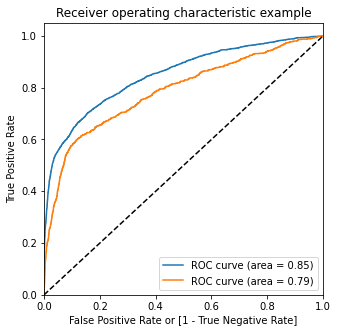 Receiver operating characteristic example
1.0
0.8
0.6
0.4
0.2
0.0
True Positive Rate
ROC curve (area = 0.85)
ROC curve (area = 0.79)
0.0 0.2 0.4 0.6 0.8 1.0
False Positive Rate or [1 - True Negative Rate]